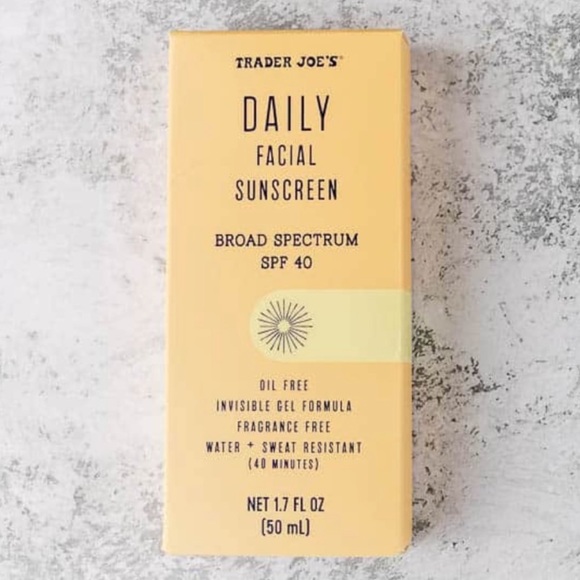 TRADER JOE'S
DAILY
FACIAL
SUNSCREEN
BROAD SPECTRUM
SPF 40
OIL FREE
INVISIBLE GEL FORMULA
FRAGRANCE FREE
WATER + SWEAT RESISTANT
(40 MINUTES)
NET 1.7 FL OZ
(50 mL)